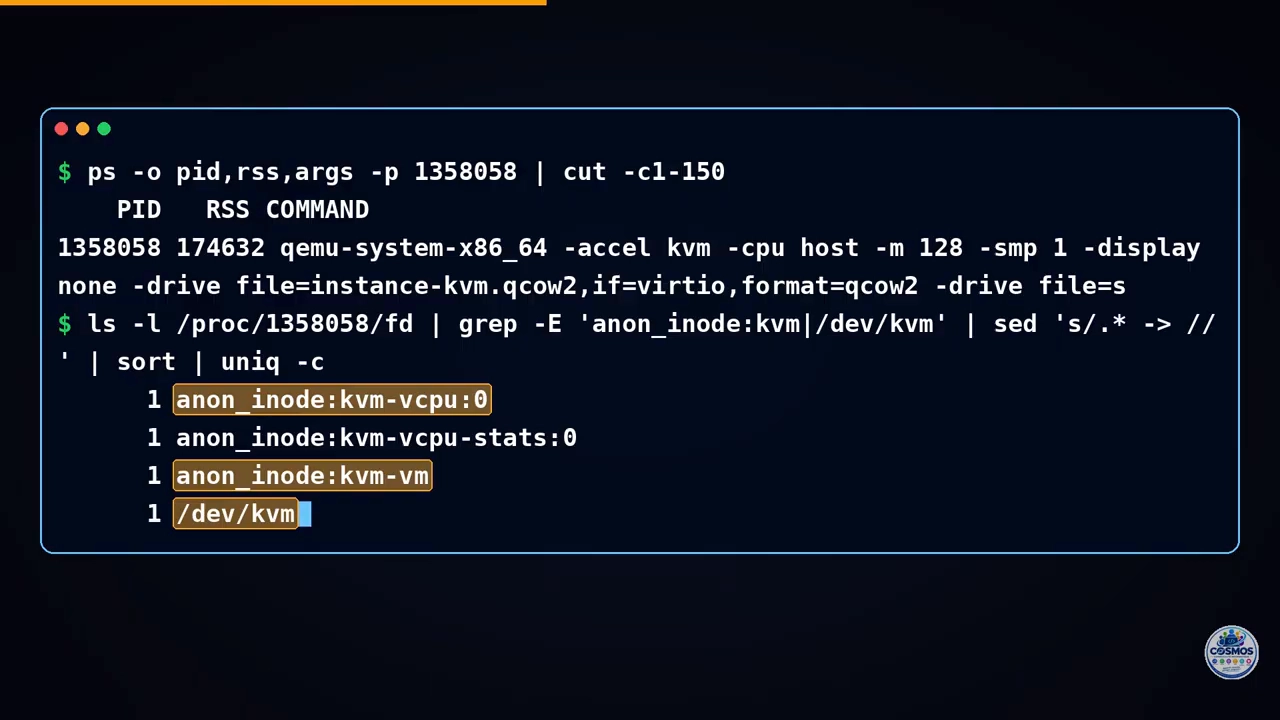 $ ps -o pid,rss,args -p 1358058 | cut -c1-150
    PID   RSS COMMAND
1358058 174632 qemu-system-x86_64 -accel kvm -cpu host -m 128 -smp 1 -display
none -drive file=instance-kvm.qcow2,if=virtio,format=qcow2 -drive file=s
$ ls -l /proc/1358058/fd | grep -E 'anon_inode:kvm|/dev/kvm' | sed 's/.* -> //
' | sort | uniq -c
      1 anon_inode:kvm-vcpu:0
      1 anon_inode:kvm-vcpu-stats:0
      1 anon_inode:kvm-vm
      1 /dev/kvm
COSMOS